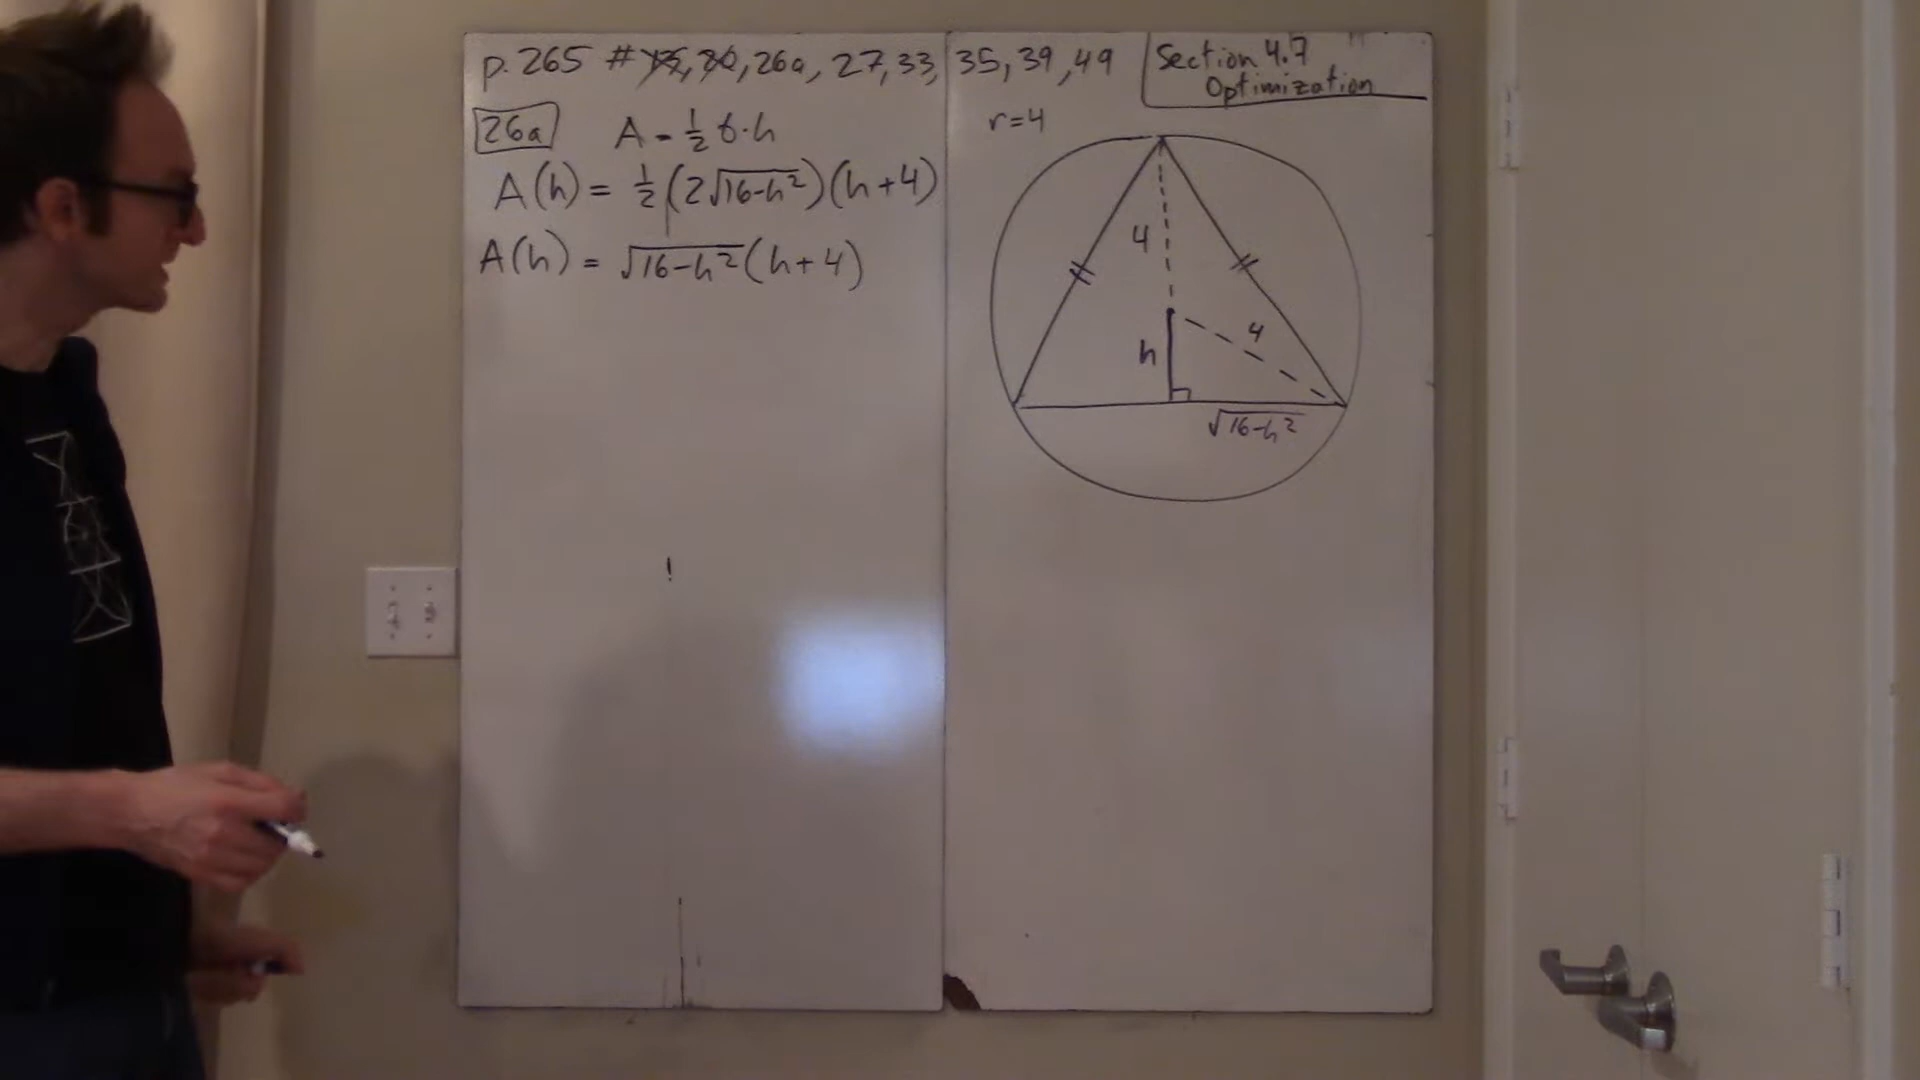 p. 265 # 15, 20, 26a, 27, 33, 35, 39, 49
Section 4.7
Optimization
26a A = ½ b·h
A(h) = ½ (2√16-h²)(h+4)
A(h) = √16-h² (h+4)
r=4
4
4
h
√16-h²